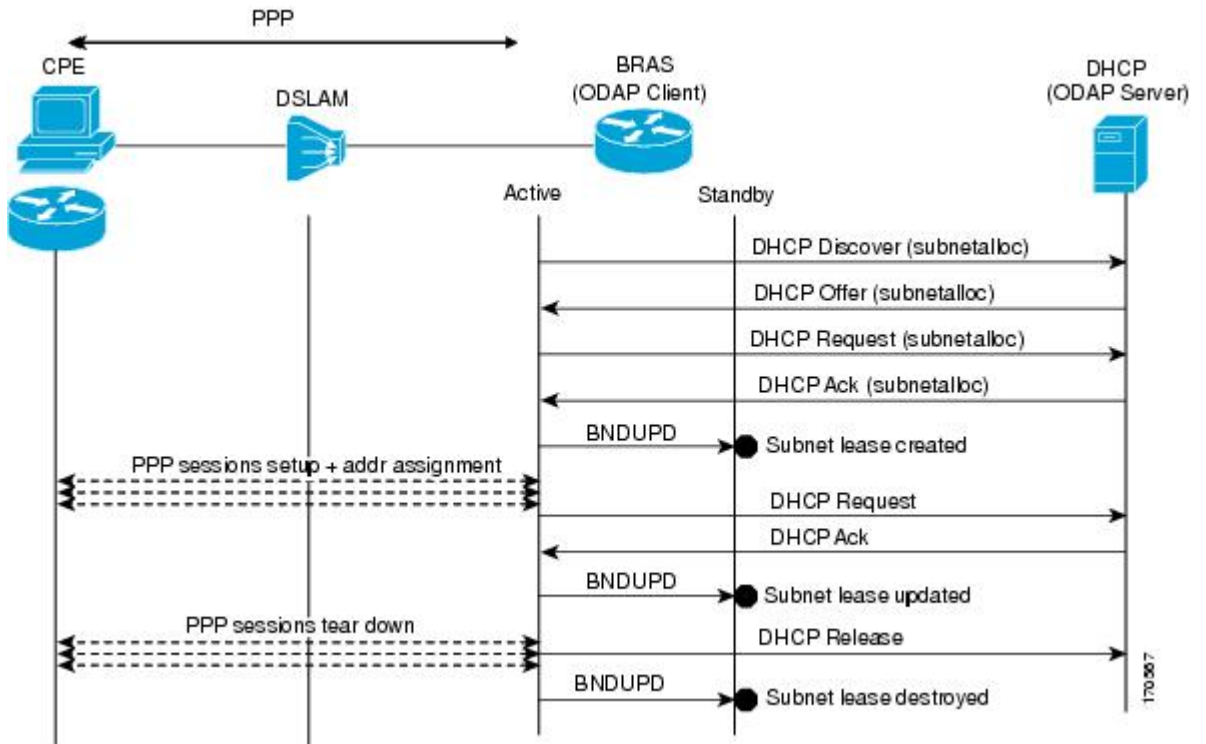 PPP
CPE
DSLAM
BRAS
(ODAP Client)
DHCP
(ODAP Server)
Active
Standby
DHCP Discover (subnetalloc)
DHCP Offer (subnetalloc)
DHCP Request (subnetalloc)
DHCP Ack (subnetalloc)
BNDUPD
Subnet lease created
PPP sessions setup + addr assignment
DHCP Request
DHCP Ack
BNDUPD
Subnet lease updated
PPP sessions tear down
DHCP Release
BNDUPD
Subnet lease destroyed
170567